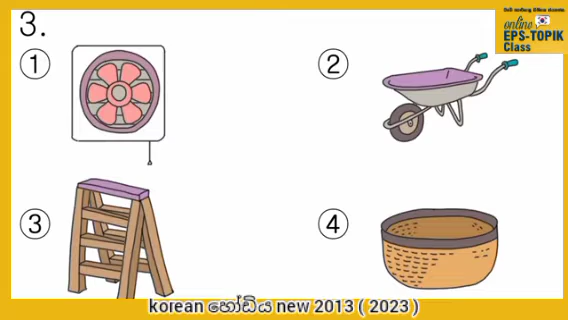 online
EPS-TOPIK
Class
3.
①
②
③
④
korean හෝඩිය new 2013 ( 2023 )